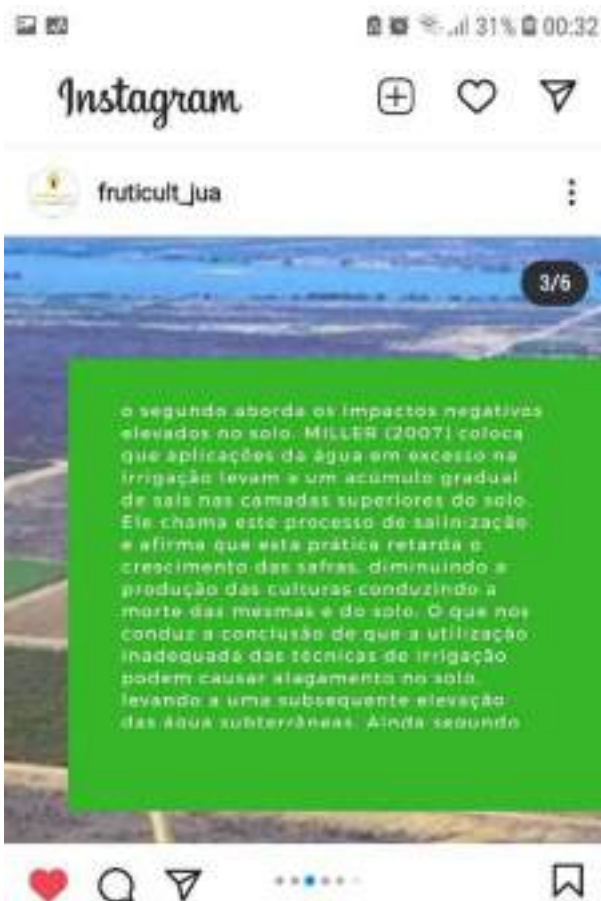 31% 00:32
Instagram
fruticult_jua
3/6
o segundo aborda os impactos negativos
elevados no solo. MILLER (2007) coloca
que aplicações da água em excesso na
irrigação levam a um acúmulo gradual
de sais nas camadas superiores do solo.
Ele chama este processo de salinização
e afirma que esta prática retarda o
crescimento das safras, diminuindo a
produção das culturas conduzindo a
morte das mesmas e do solo. O que nos
conduz a conclusão de que a utilização
inadequada das técnicas de irrigação
podem causar alagamento no solo,
levando a uma subsequente elevação
das água subterrâneas. Ainda segundo